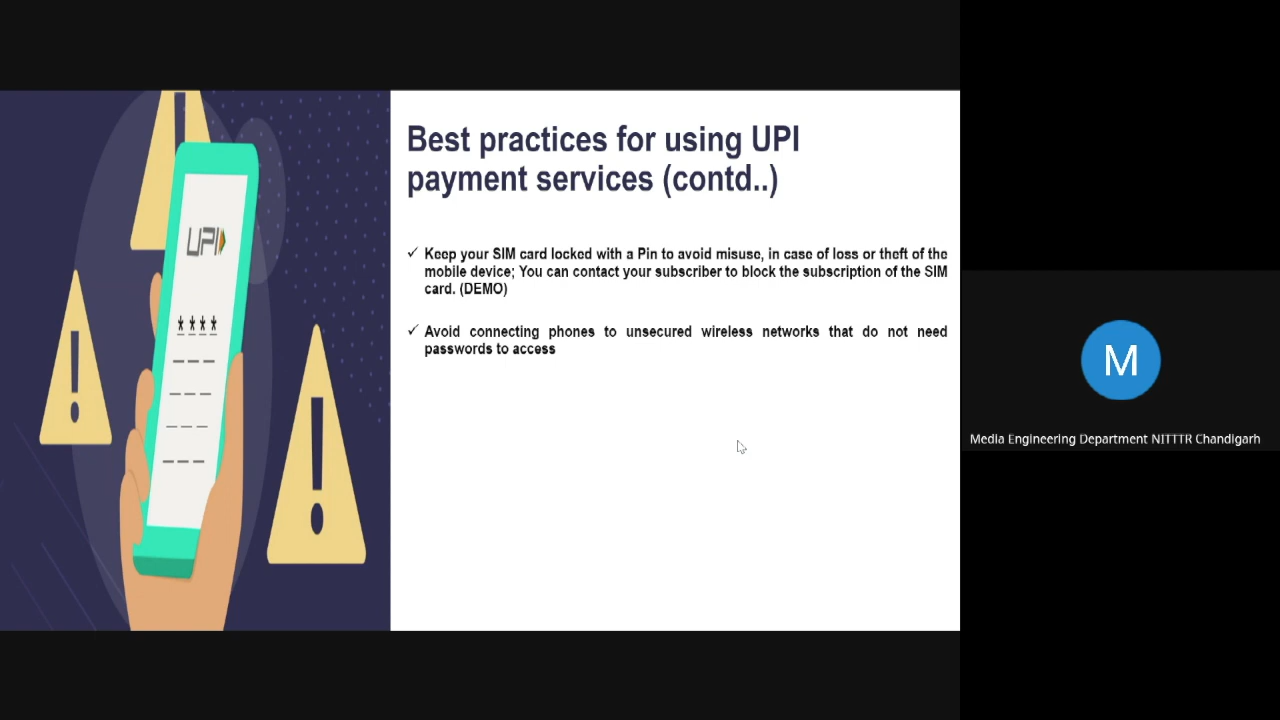 Best practices for using UPI
payment services (contd..)
✓ Keep your SIM card locked with a Pin to avoid misuse, in case of loss or theft of the
mobile device; You can contact your subscriber to block the subscription of the SIM
card. (DEMO)
✓ Avoid connecting phones to unsecured wireless networks that do not need
passwords to access
UPI
* * * *
M
Media Engineering Department NITTTR Chandigarh